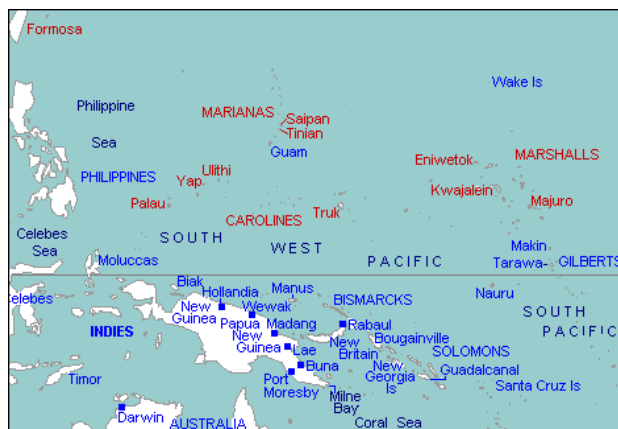 Formosa
Wake Is
Philippine
Sea
MARIANAS
Saipan
Tinian
Guam
Eniwetok
MARSHALLS
Ulithi
PHILIPPINES
Yap
Kwajalein
Palau
Truk
Majuro
CAROLINES
Celebes
Sea
SOUTH
WEST
PACIFIC
Makin
Moluccas
Tarawa
GILBERTS
Biak
Hollandia
Manus
Nauru
Celebes
New
Guinea
Wewak
BISMARCKS
SOUTH
PACIFIC
INDIES
Papua
New
Guinea
Madang
Rabaul
Bougainville
Lae
New
Britain
SOLOMONS
Buna
New
Georgia
Is
Guadalcanal
Timor
Port
Moresby
Santa Cruz Is
Milne
Bay
Darwin
AUSTRALIA
Coral Sea